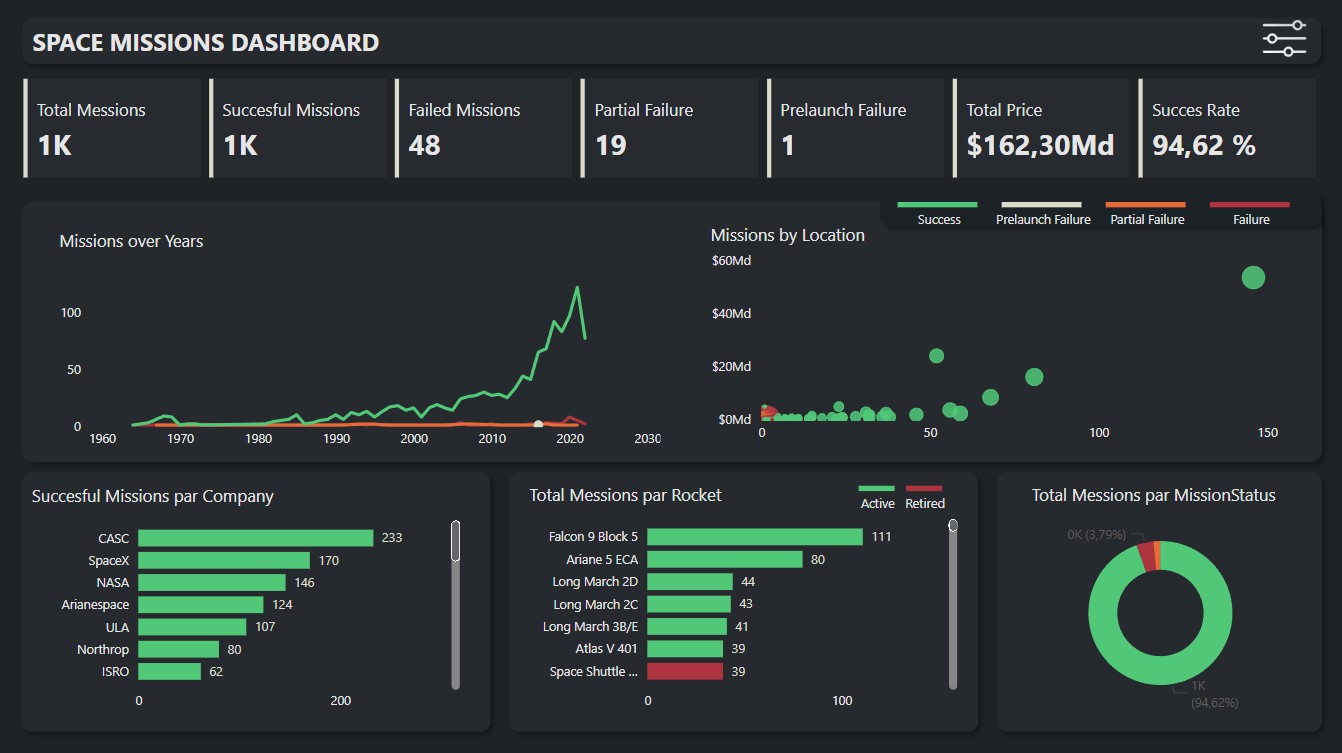 SPACE MISSIONS DASHBOARD
Total Messions
1K
Succesful Missions
1K
Failed Missions
48
Partial Failure
19
Prelaunch Failure
1
Total Price
$162,30Md
Succes Rate
94,62 %
Success
Prelaunch Failure
Partial Failure
Failure
Missions over Years
100
50
0
1960 1970 1980 1990 2000 2010 2020 2030
Missions by Location
$60Md
$40Md
$20Md
$0Md
0 50 100 150
Succesful Missions par Company
CASC 233
SpaceX 170
NASA 146
Arianespace 124
ULA 107
Northrop 80
ISRO 62
0 200
Total Messions par Rocket
Active Retired
Falcon 9 Block 5 111
Ariane 5 ECA 80
Long March 2D 44
Long March 2C 43
Long March 3B/E 41
Atlas V 401 39
Space Shuttle ... 39
0 100
Total Messions par MissionStatus
0K (3,79%)
1K
(94,62%)